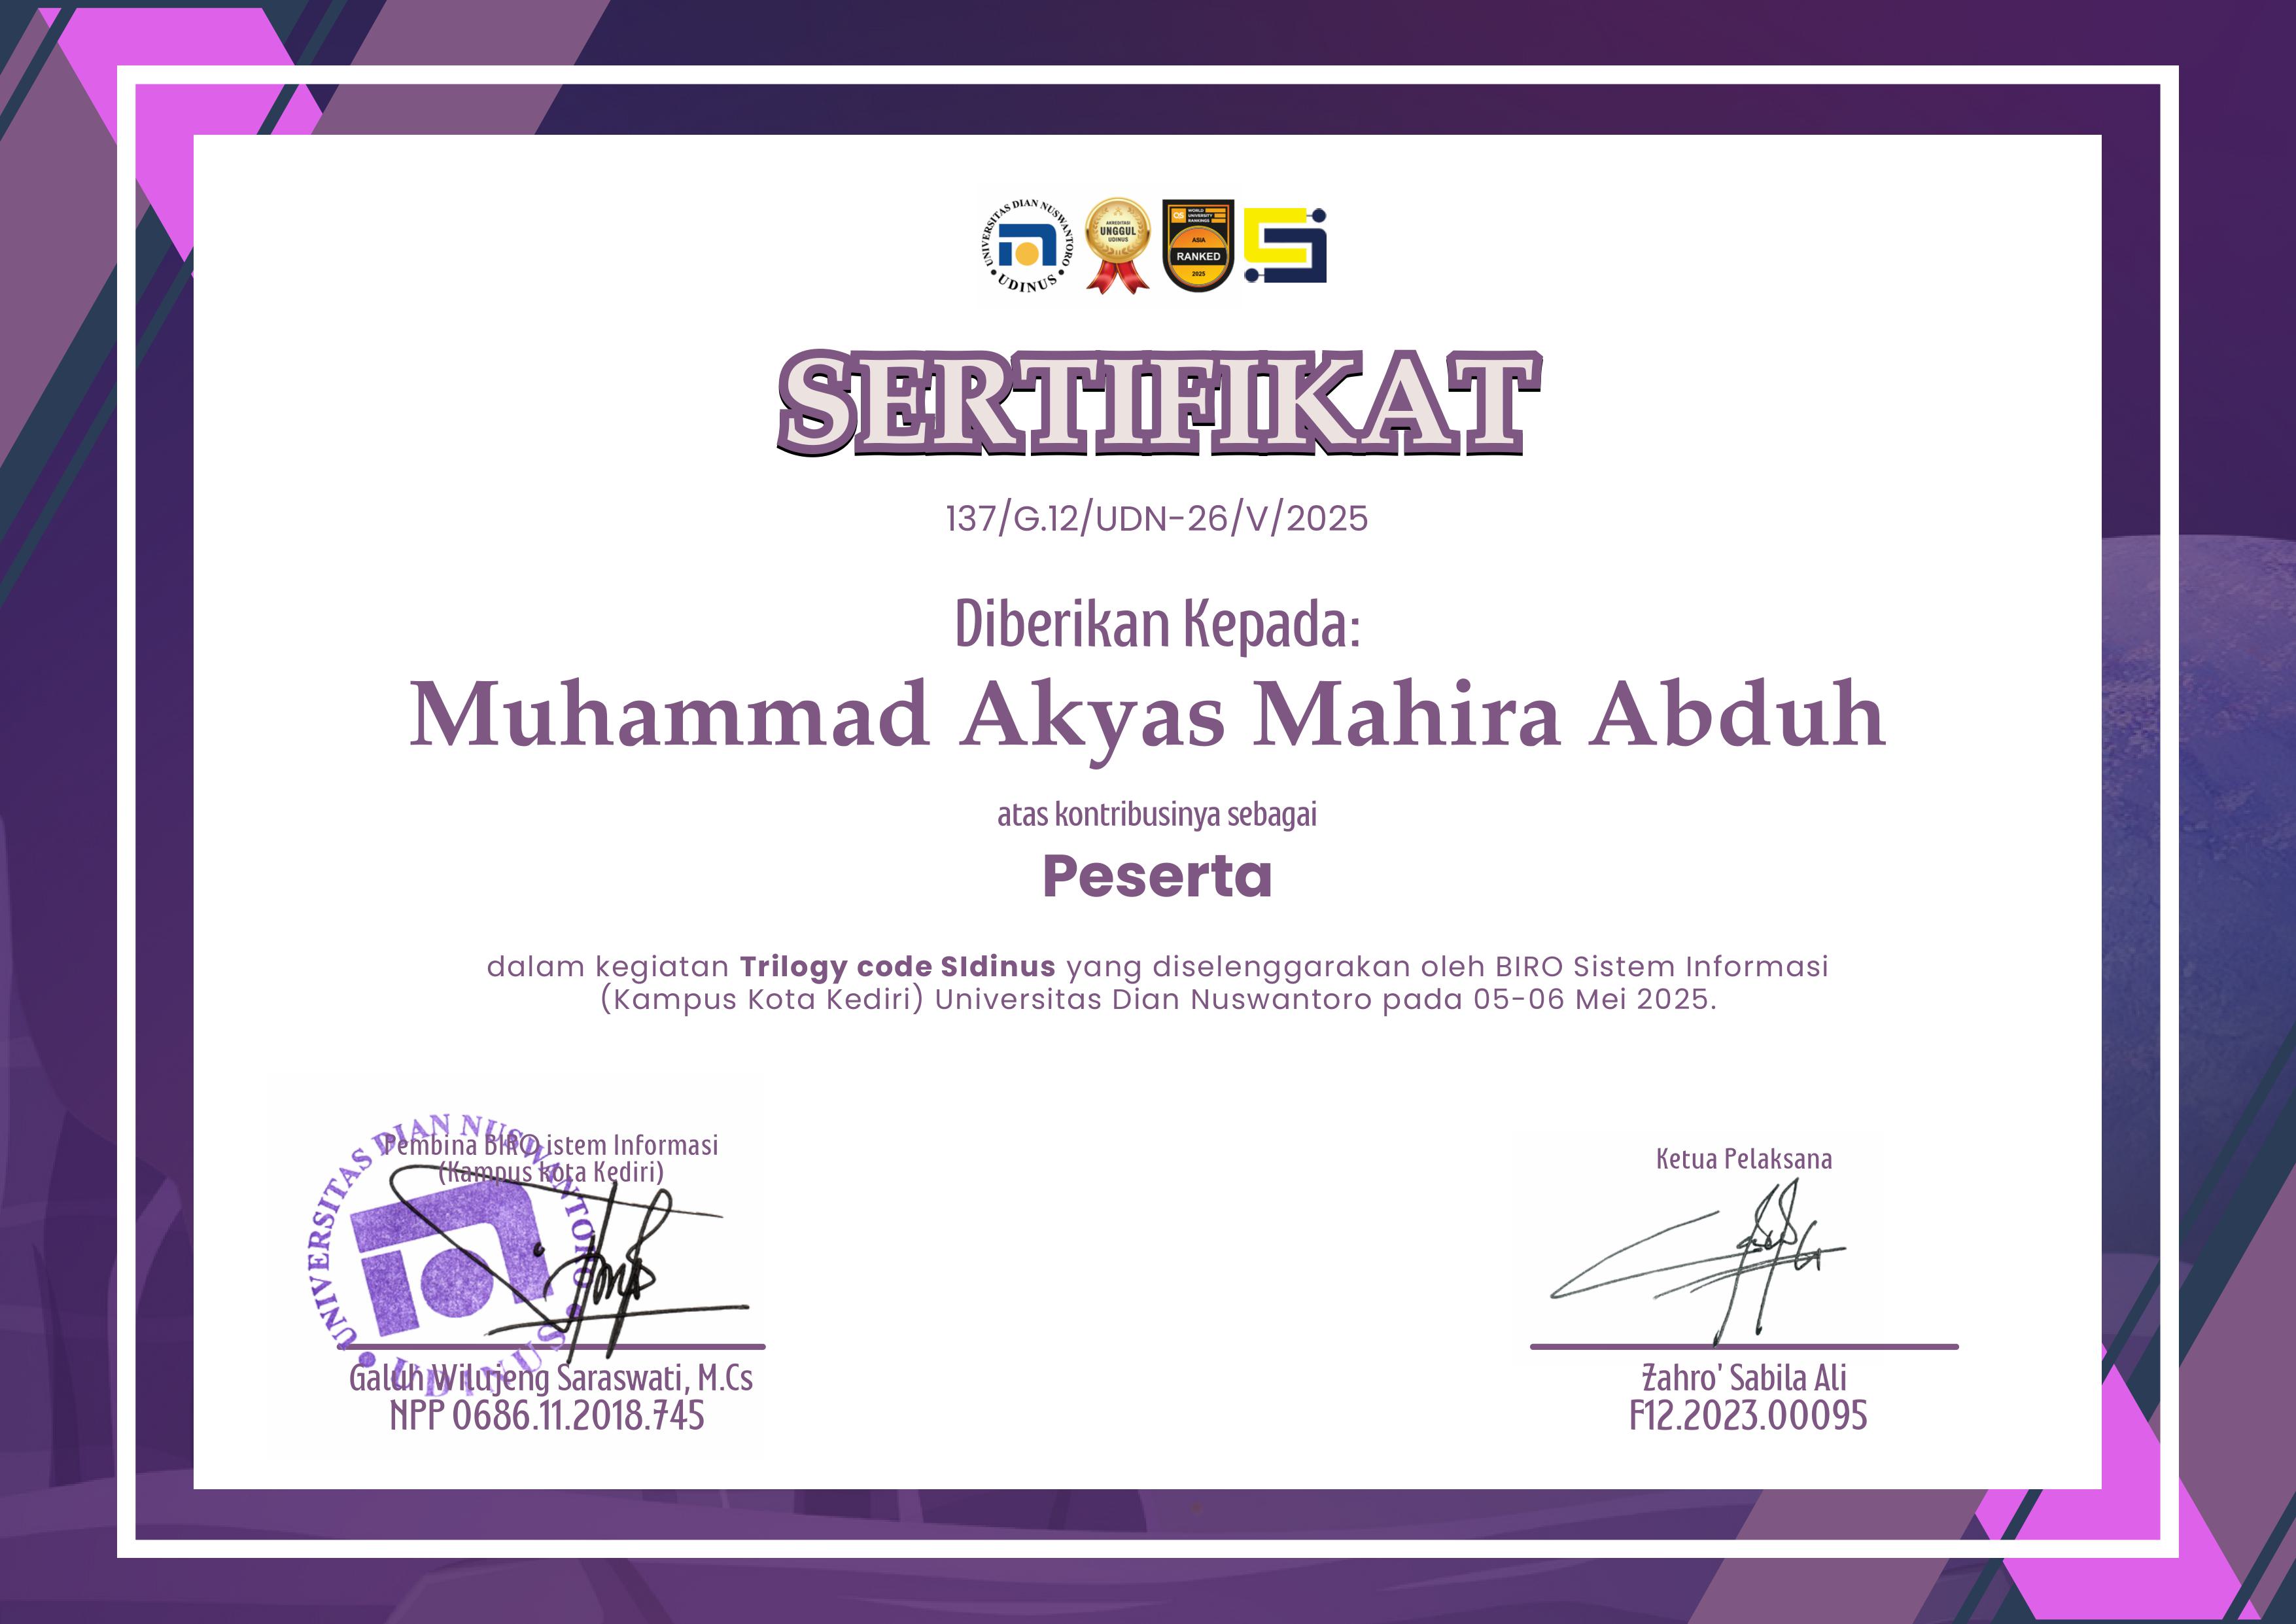 UNIVERSITAS DIAN NUSWANTORO
• UDINUS •
AKREDITASI
UNGGUL
UDINUS
QS WORLD
UNIVERSITY
RANKINGS
ASIA
RANKED
2025
SERTIFIKAT
137/G.12/UDN-26/V/2025
Diberikan Kepada:
Muhammad Akyas Mahira Abduh
atas kontribusinya sebagai
Peserta
dalam kegiatan Trilogy code SIdinus yang diselenggarakan oleh BIRO Sistem Informasi
(Kampus Kota Kediri) Universitas Dian Nuswantoro pada 05-06 Mei 2025.
Pembina BIRO istem Informasi
(Kampus Kota Kediri)
UNIVERSITAS DIAN NUSWANTORO
• UDINUS •
Galuh Wilujeng Saraswati, M.Cs
NPP 0686.11.2018.745
Ketua Pelaksana
Zahro' Sabila Ali
F12.2023.00095